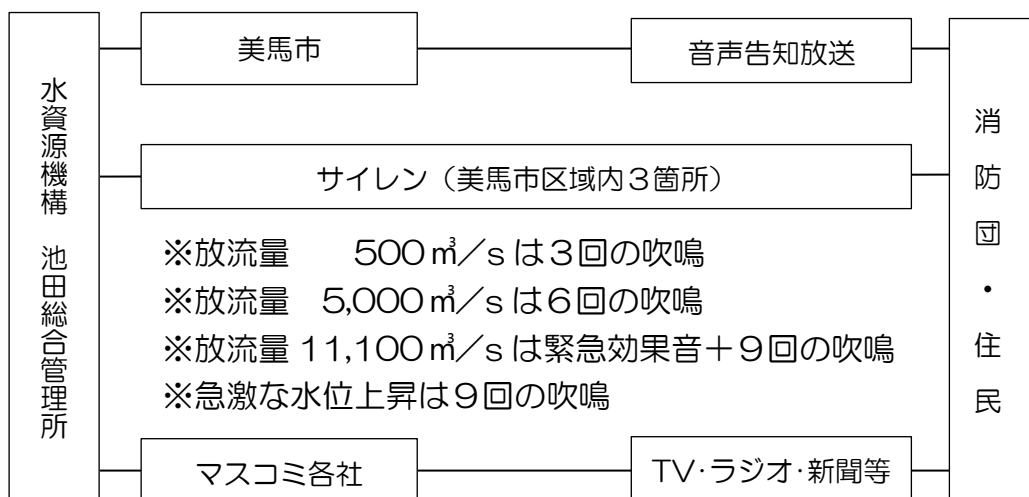 水資源機構 池田総合管理所
美馬市
音声告知放送
サイレン（美馬市区域内３箇所）
※放流量 500㎥／ｓは３回の吹鳴
※放流量 5,000㎥／ｓは６回の吹鳴
※放流量 11,100㎥／ｓは緊急効果音＋９回の吹鳴
※急激な水位上昇は９回の吹鳴
マスコミ各社
TV・ラジオ・新聞等
消防団・住民